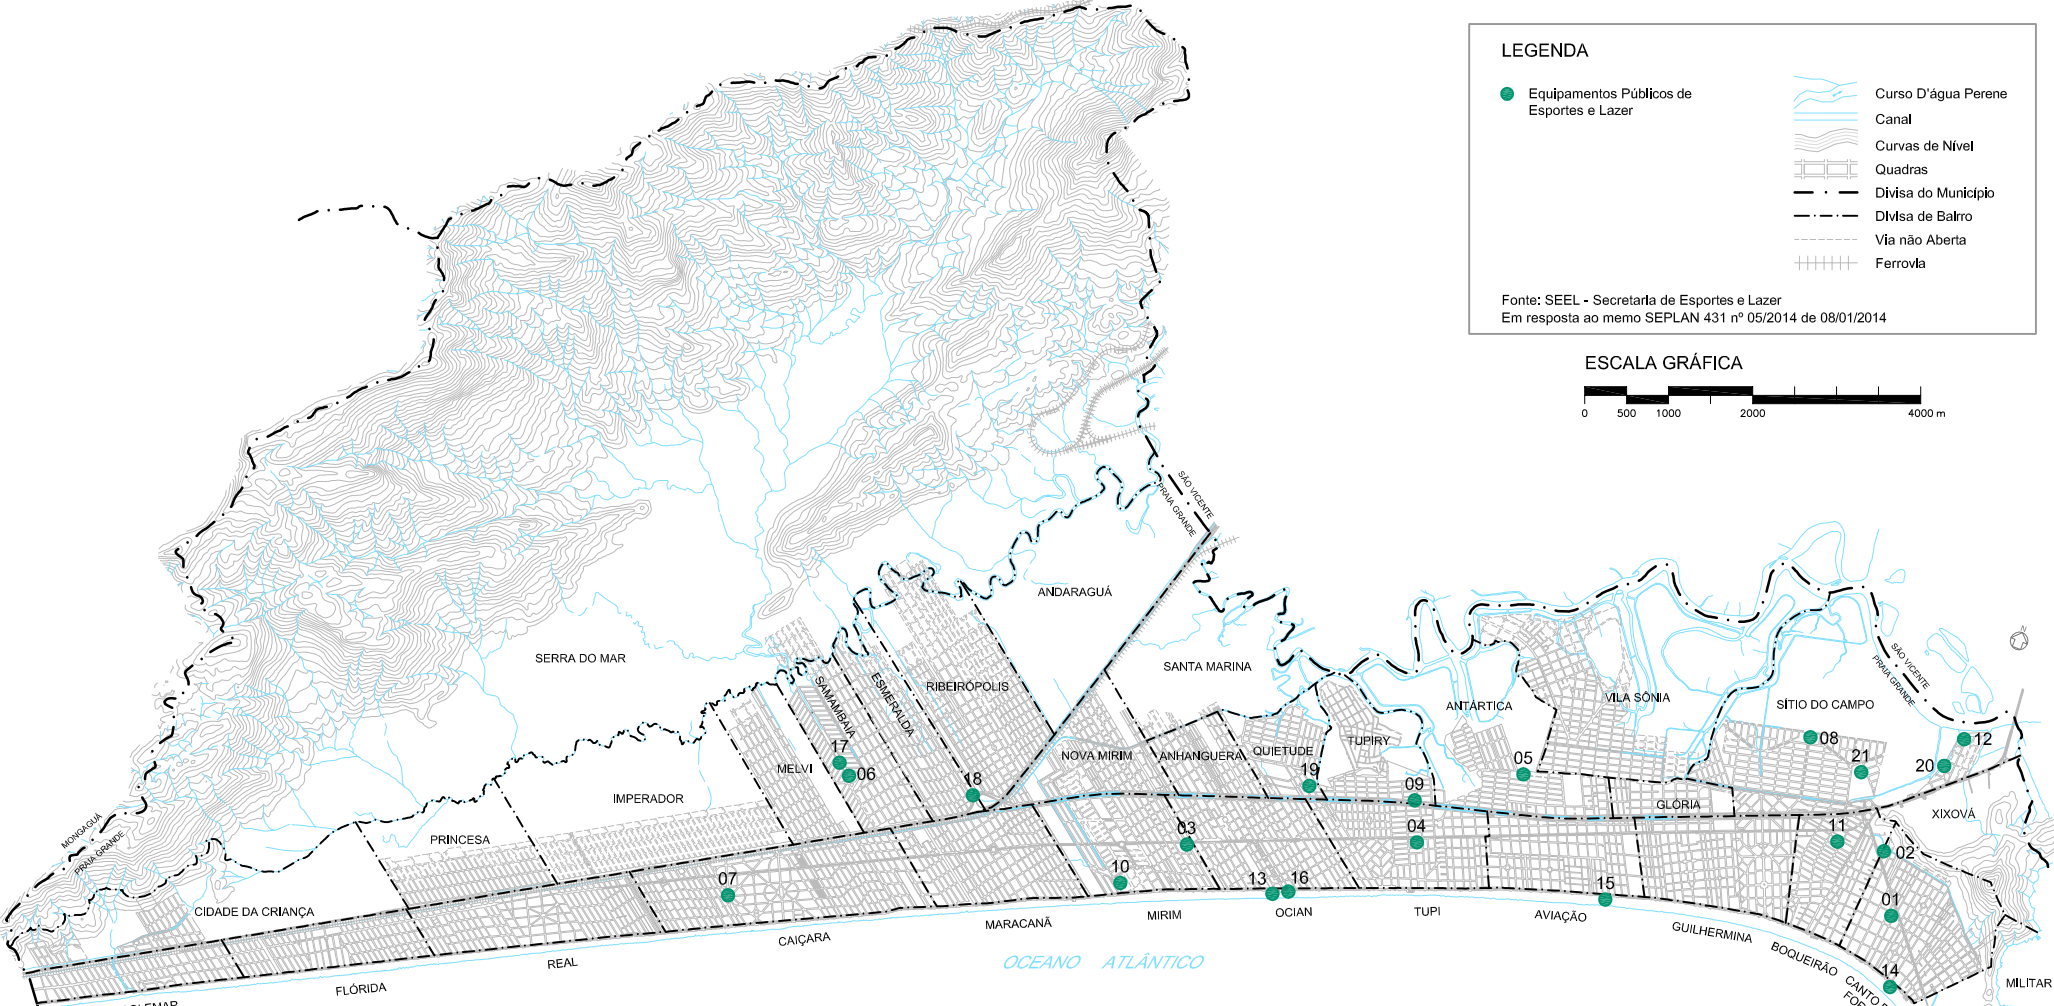 LEGENDA
Equipamentos Públicos de
Esportes e Lazer
Curso D'água Perene
Canal
Curvas de Nível
Quadras
Divisa do Município
Divisa de Bairro
Via não Aberta
Ferrovia
Fonte: SEEL - Secretaria de Esportes e Lazer
Em resposta ao memo SEPLAN 431 nº 05/2014 de 08/01/2014
ESCALA GRÁFICA
0 500 1000 2000 4000 m
SÃO VICENTE
PRAIA GRANDE
ANDARAGUÁ
SERRA DO MAR
SANTA MARINA
RIBEIRÓPOLIS
ESMERALDA
SAMAMBAIA
SÃO VICENTE
PRAIA GRANDE
N
VILA SÔNIA
SÍTIO DO CAMPO
ANTÁRTICA
TUPIRY
QUIETUDE
ANHANGUERA
NOVA MIRIM
MELVI
17
06
18
19
09
05
08
21
12
20
IMPERADOR
PRINCESA
MONGAGUÁ
PRAIA GRANDE
GLÓRIA
XIXOVÁ
03
04
11
02
10
13
16
15
07
01
CIDADE DA CRIANÇA
MARACANÃ
MIRIM
OCIAN
TUPI
AVIAÇÃO
GUILHERMINA
BOQUEIRÃO
CAIÇARA
REAL
FLÓRIDA
OCEANO ATLÂNTICO
14
CANTO
MILITAR